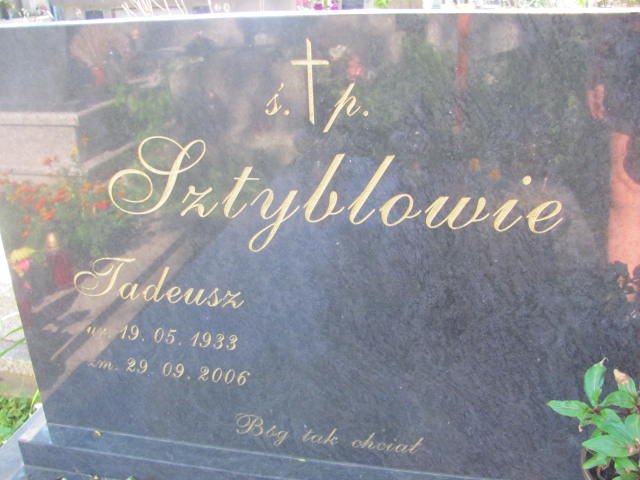 ś. p.
Sztyblowie
Tadeusz
ur. 19. 05. 1933
zm. 29. 09. 2006
Bóg tak chciał